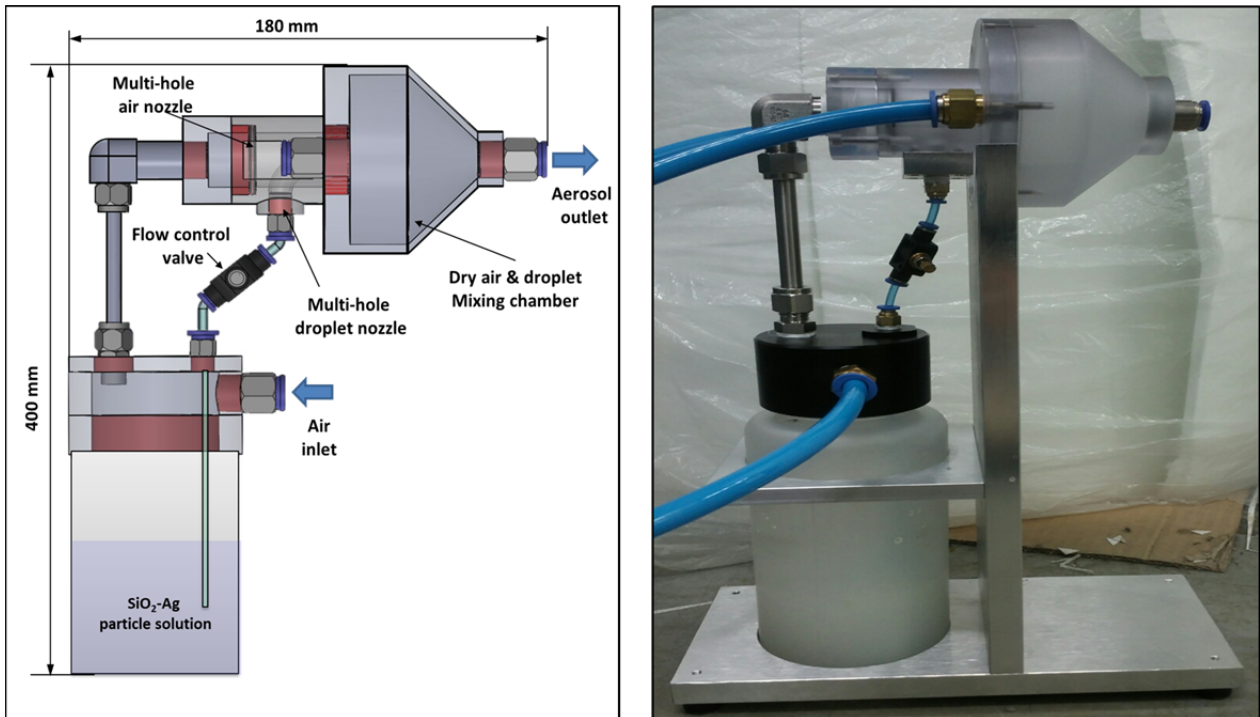 180 mm
Multi-hole
air nozzle
Aerosol
outlet
Flow control
valve
Dry air & droplet
Mixing chamber
Multi-hole
droplet nozzle
400 mm
Air
inlet
SiO₂-Ag
particle solution